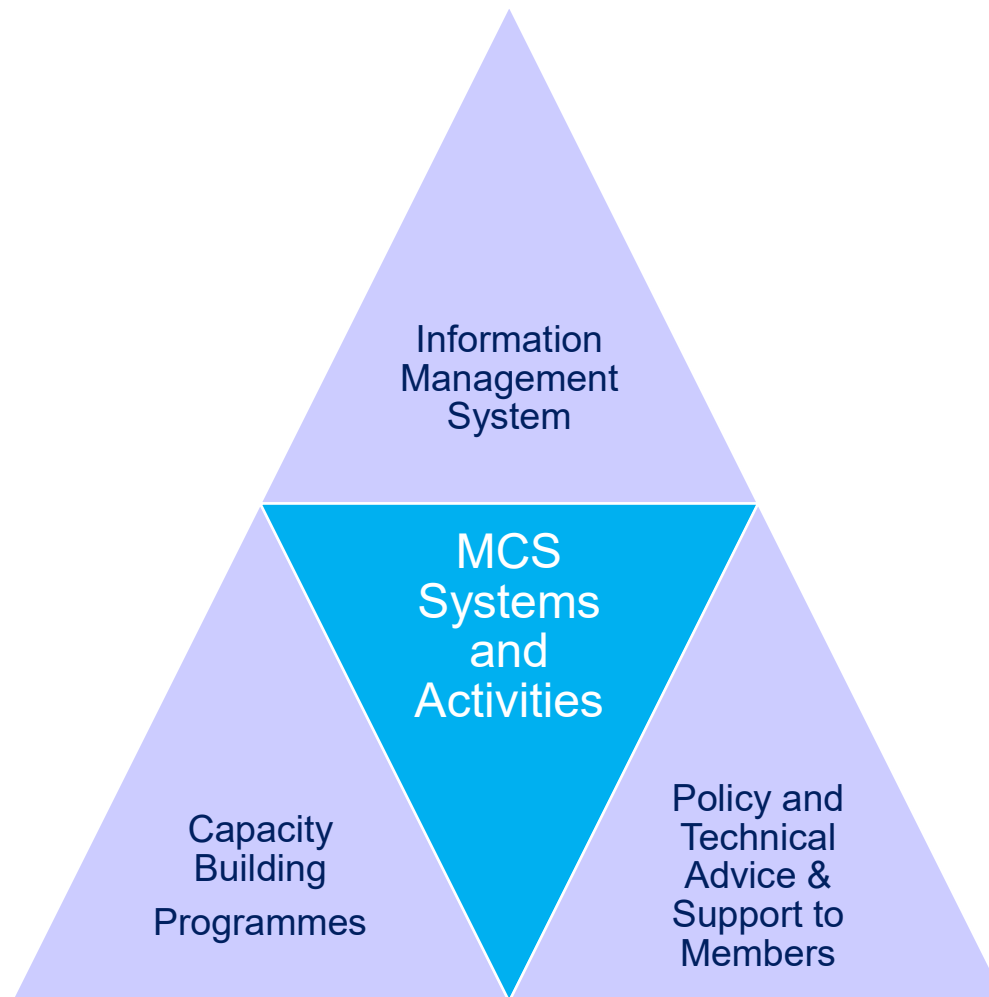 Information
Management
System
MCS
Systems
and
Activities
Capacity
Building
Programmes
Policy and
Technical
Advice &
Support to
Members